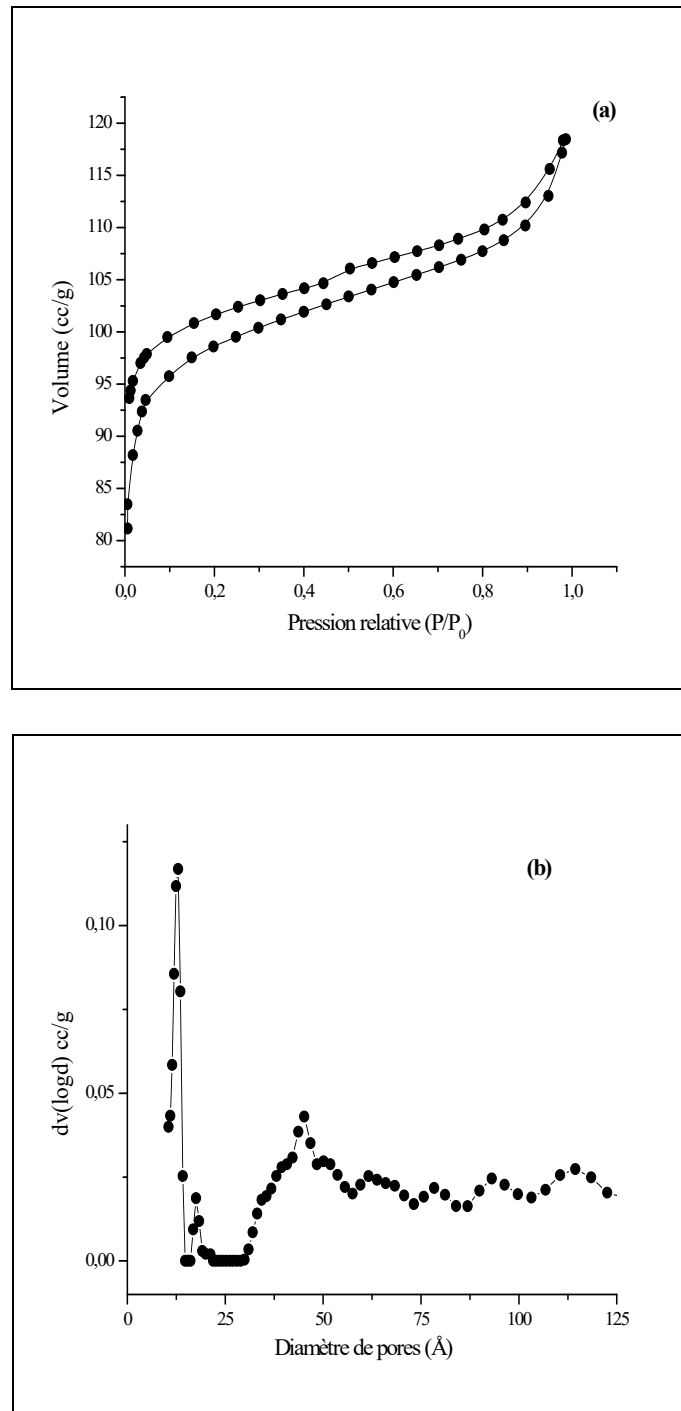 (a)
120
115
110
105
100
95
90
85
80
Volume (cc/g)
0,0 0,2 0,4 0,6 0,8 1,0
Pression relative (P/P0)
(b)
0,10
0,05
0,00
dv(logd) cc/g
0 25 50 75 100 125
Diamètre de pores (Å)